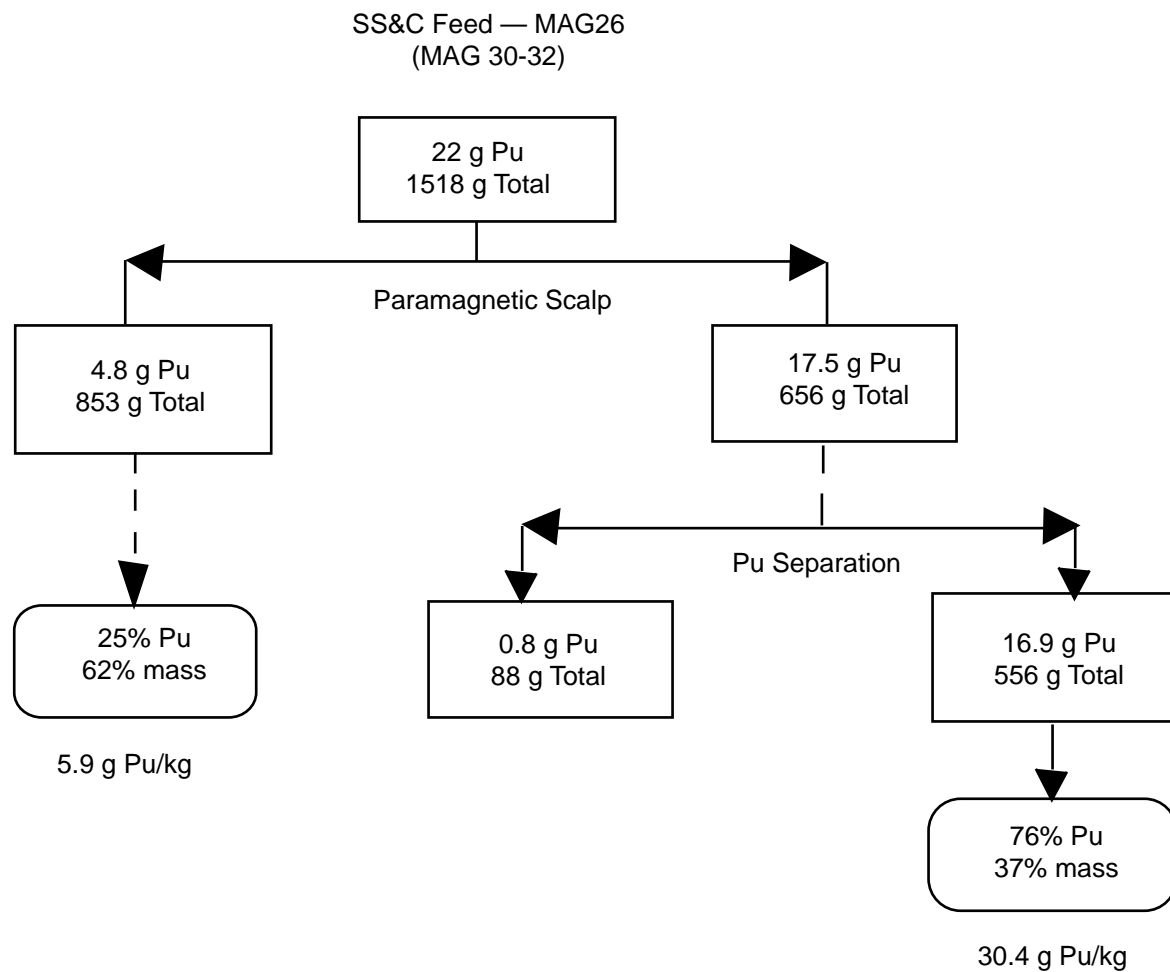 SS&C Feed — MAG26
(MAG 30-32)
22 g Pu
1518 g Total
Paramagnetic Scalp
4.8 g Pu
853 g Total
17.5 g Pu
656 g Total
Pu Separation
25% Pu
62% mass
5.9 g Pu/kg
0.8 g Pu
88 g Total
16.9 g Pu
556 g Total
76% Pu
37% mass
30.4 g Pu/kg